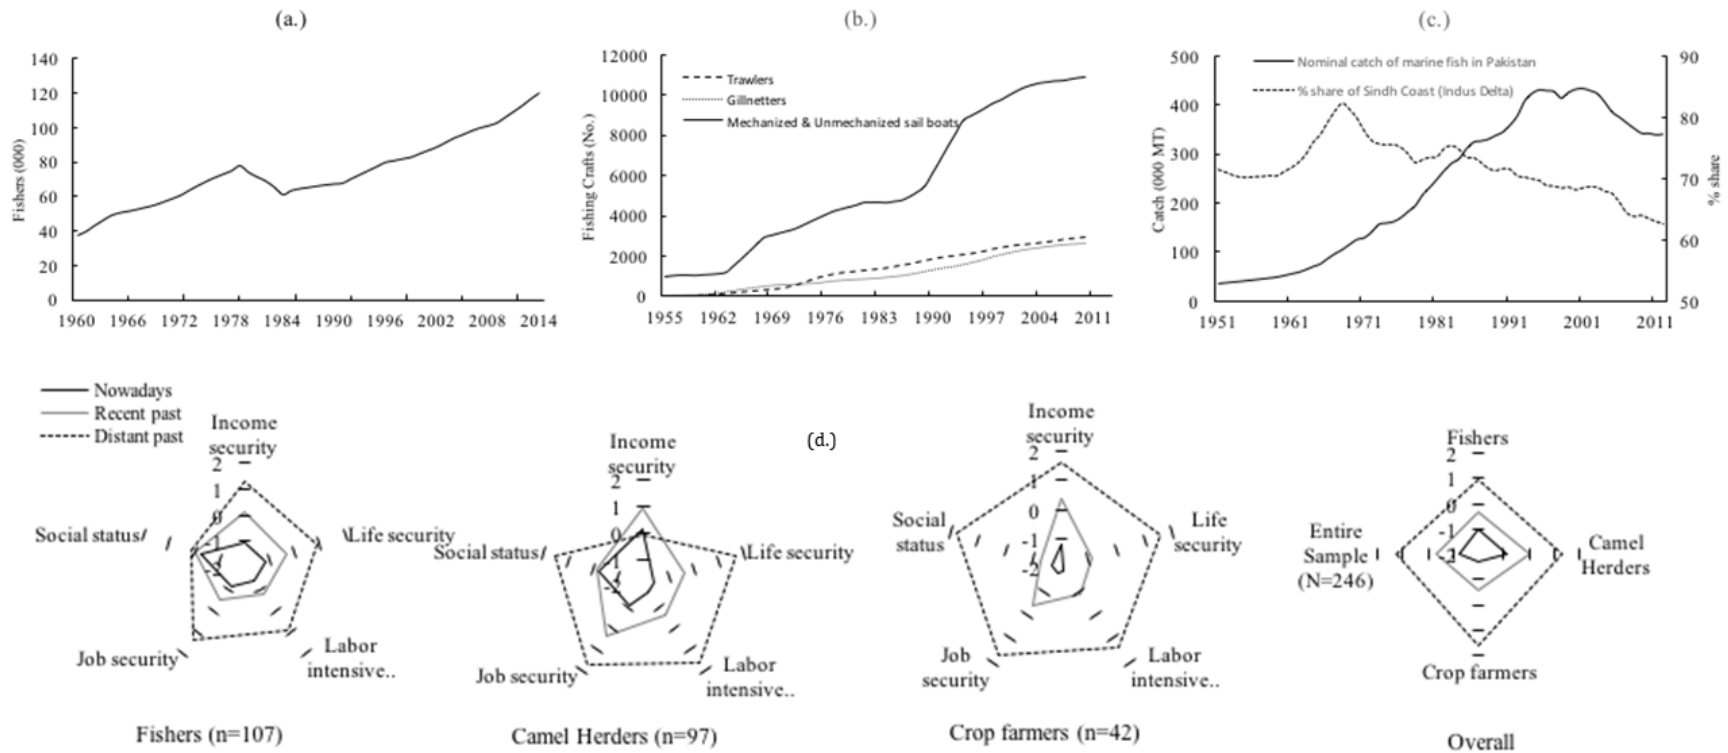 (a.)
(b.)
(c.)
Fishers (000)
140
120
100
80
60
40
20
0
1960 1966 1972 1978 1984 1990 1996 2002 2008 2014
Fishing Crafts (No.)
12000
10000
8000
6000
4000
2000
0
Trawlers
Gillnetters
Mechanized & Unmechanized sail boats
1955 1962 1969 1976 1983 1990 1997 2004 2011
Catch (000 MT)
500
400
300
200
100
0
Nominal catch of marine fish in Pakistan
% share of Sindh Coast (Indus Delta)
90
80
70
60
50
% share
1951 1961 1971 1981 1991 2001 2011
Nowadays
Recent past
Distant past
(d.)
Income
security
2
1
0
-1
-2
Social status
Life security
Job security
Labor
intensive..
Fishers (n=107)
Income
security
2
1
0
-1
-2
Social status
Life security
Job security
Labor
intensive..
Camel Herders (n=97)
Income
security
2
1
0
-1
-2
Social
status
Life
security
Job
security
Labor
intensive..
Crop farmers (n=42)
Fishers
2
1
0
-1
-2
Entire
Sample
(N=246)
Camel
Herders
Crop farmers
Overall